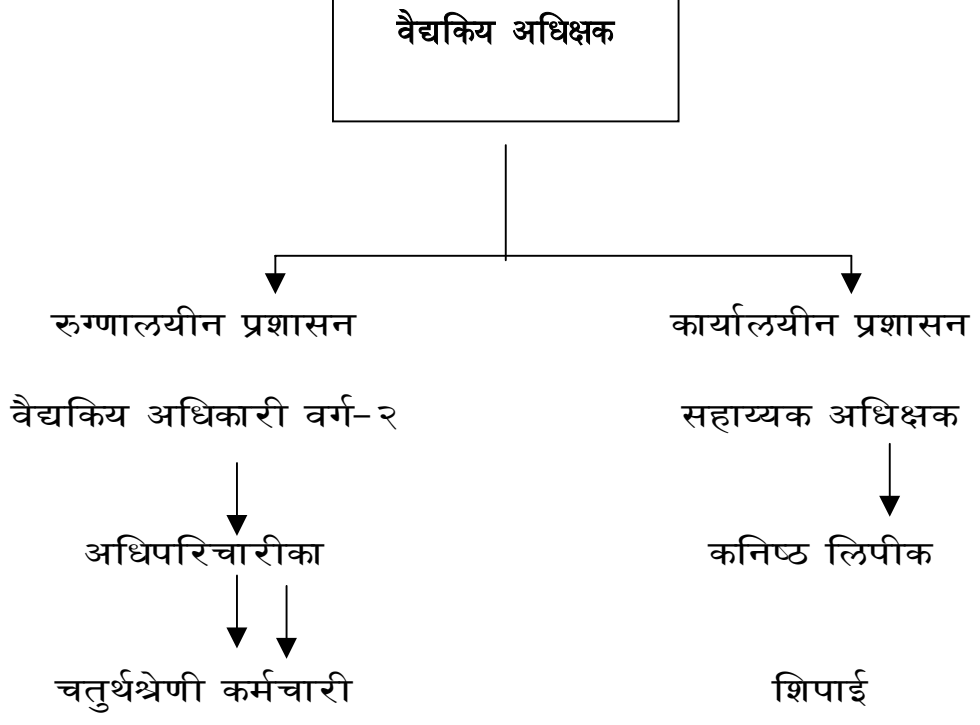 वैद्यकिय अधिक्षक
रुग्णालयीन प्रशासन
कार्यालयीन प्रशासन
वैद्यकिय अधिकारी वर्ग-२
सहाय्यक अधिक्षक
अधिपरिचारीका
कनिष्ठ लिपीक
चतुर्थश्रेणी कर्मचारी
शिपाई